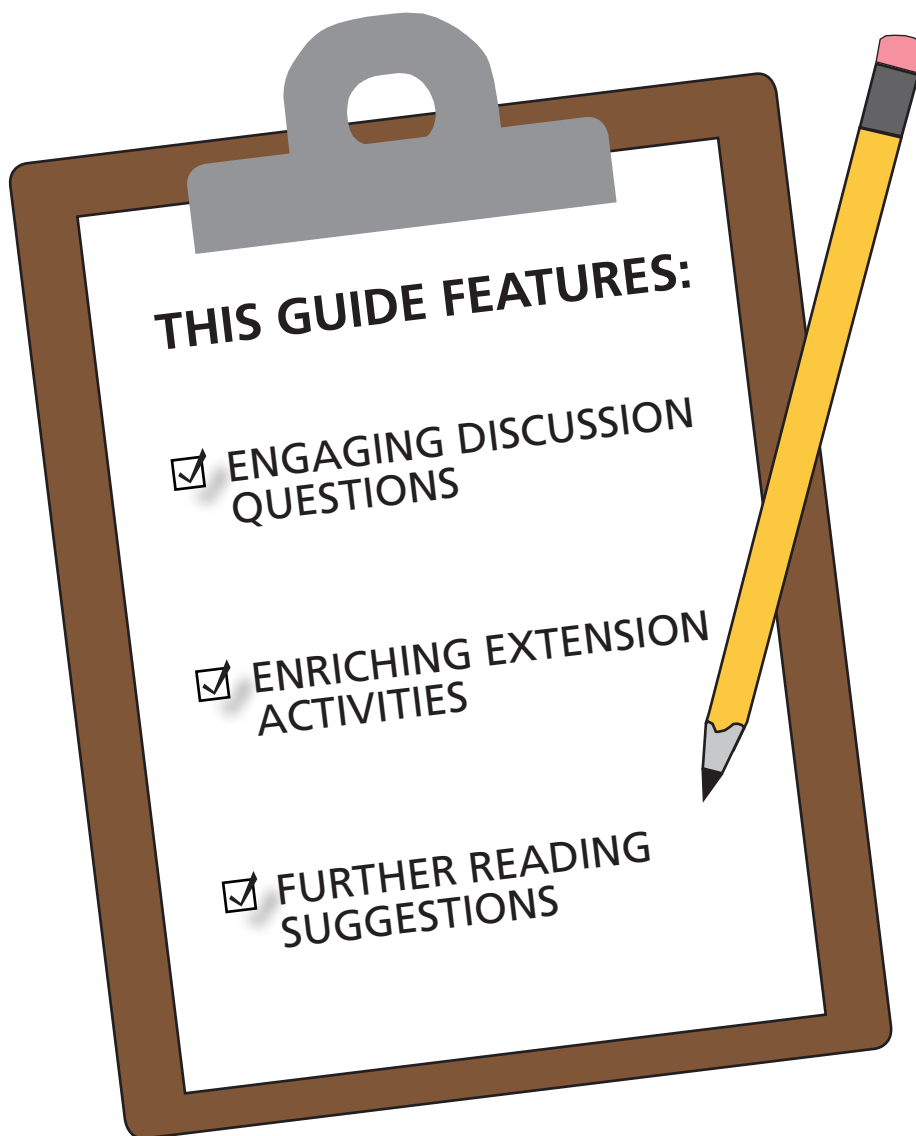 THIS GUIDE FEATURES:
ENGAGING DISCUSSION
QUESTIONS
ENRICHING EXTENSION
ACTIVITIES
FURTHER READING
SUGGESTIONS